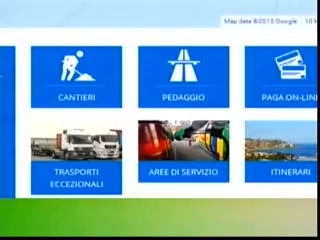 Map data ©2015 Google
CANTIERI
PEDAGGIO
PAGA ON-LINE
TRASPORTI
ECCEZIONALI
AREE DI SERVIZIO
ITINERARI